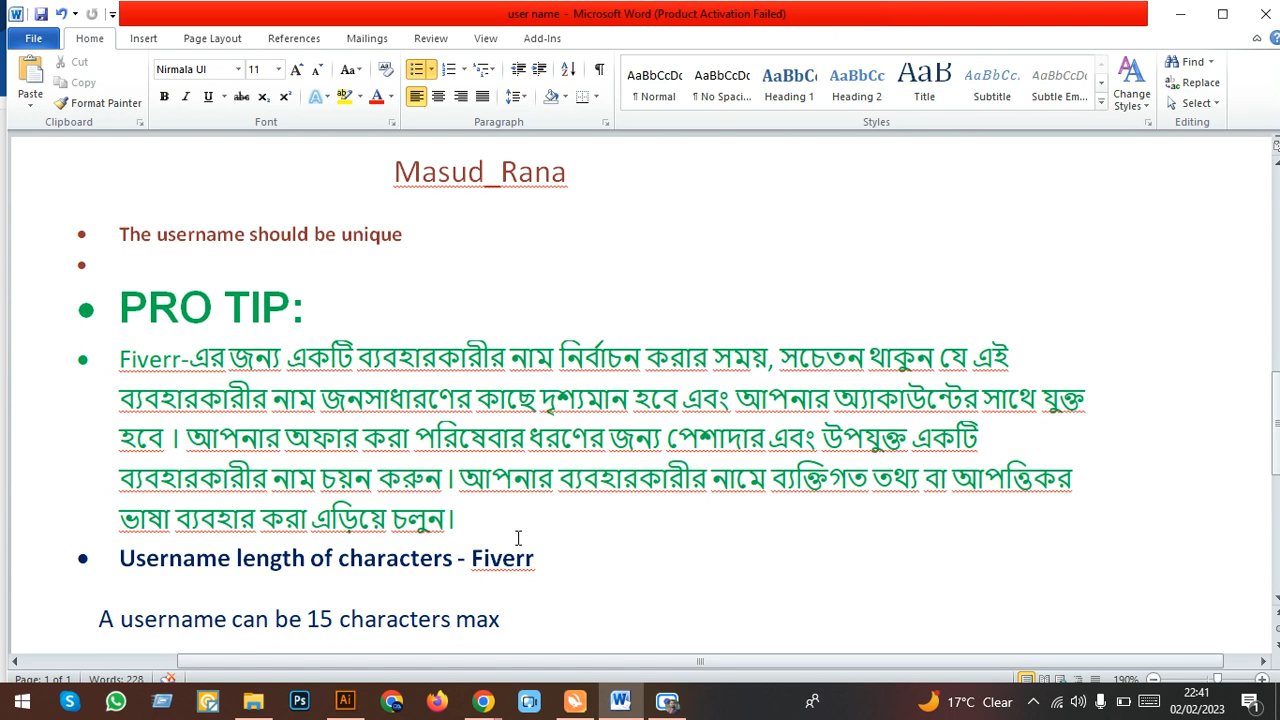 user name - Microsoft Word (Product Activation Failed)
File Home Insert Page Layout References Mailings Review View Add-Ins
Cut
Copy
Format Painter
Paste
Nirmala UI 11
AaBbCcDc AaBbCcDc AaBbCc AaBbCc AaB AaBbCc. AaBbCcDc
¶ Normal ¶ No Spaci... Heading 1 Heading 2 Title Subtitle Subtle Em...
Change Styles
Find
Replace
Select
Clipboard Font Paragraph Styles Editing
Masud_Rana
• The username should be unique
•
• PRO TIP:
• Fiverr-এর জন্য একটি ব্যবহারকারীর নাম নির্বাচন করার সময়, সচেতন থাকুন যে এই
ব্যবহারকারীর নাম জনসাধারণের কাছে দৃশ্যমান হবে এবং আপনার অ্যাকাউন্টের সাথে যুক্ত
হবে । আপনার অফার করা পরিষেবার ধরণের জন্য পেশাদার এবং উপযুক্ত একটি
ব্যবহারকারীর নাম চয়ন করুন। আপনার ব্যবহারকারীর নামে ব্যক্তিগত তথ্য বা আপত্তিকর
ভাষা ব্যবহার করা এড়িয়ে চলুন।
• Username length of characters - Fiverr
A username can be 15 characters max
Page: 1 of 1 Words: 228 190%
17°C Clear
22:41
02/02/2023